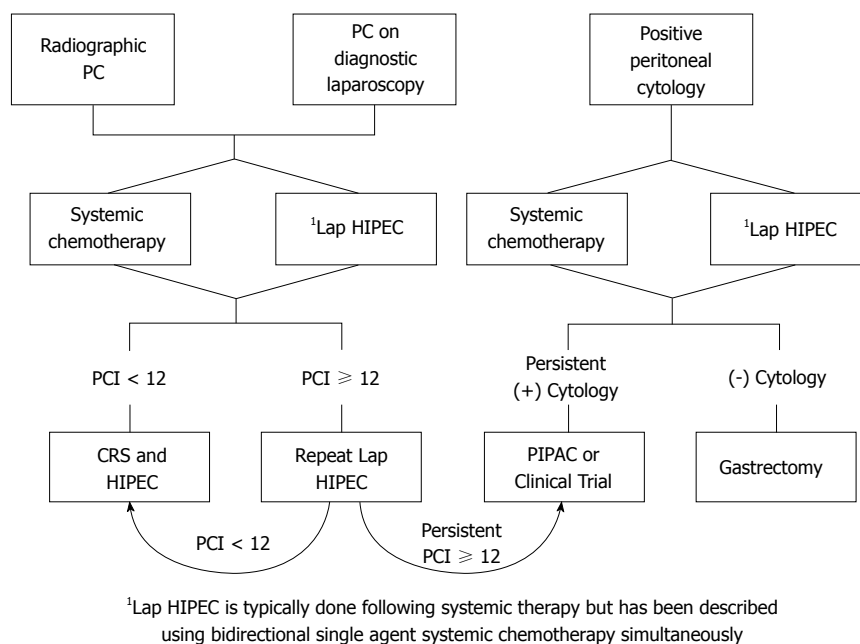 Radiographic
PC
PC on
diagnostic
laparoscopy
Positive
peritoneal
cytology
Systemic
chemotherapy
¹Lap HIPEC
Systemic
chemotherapy
¹Lap HIPEC
PCI < 12
PCI ⩾ 12
Persistent
(+) Cytology
(-) Cytology
CRS and
HIPEC
Repeat Lap
HIPEC
PIPAC or
Clinical Trial
Gastrectomy
PCI < 12
Persistent
PCI ⩾ 12
¹Lap HIPEC is typically done following systemic therapy but has been described
using bidirectional single agent systemic chemotherapy simultaneously